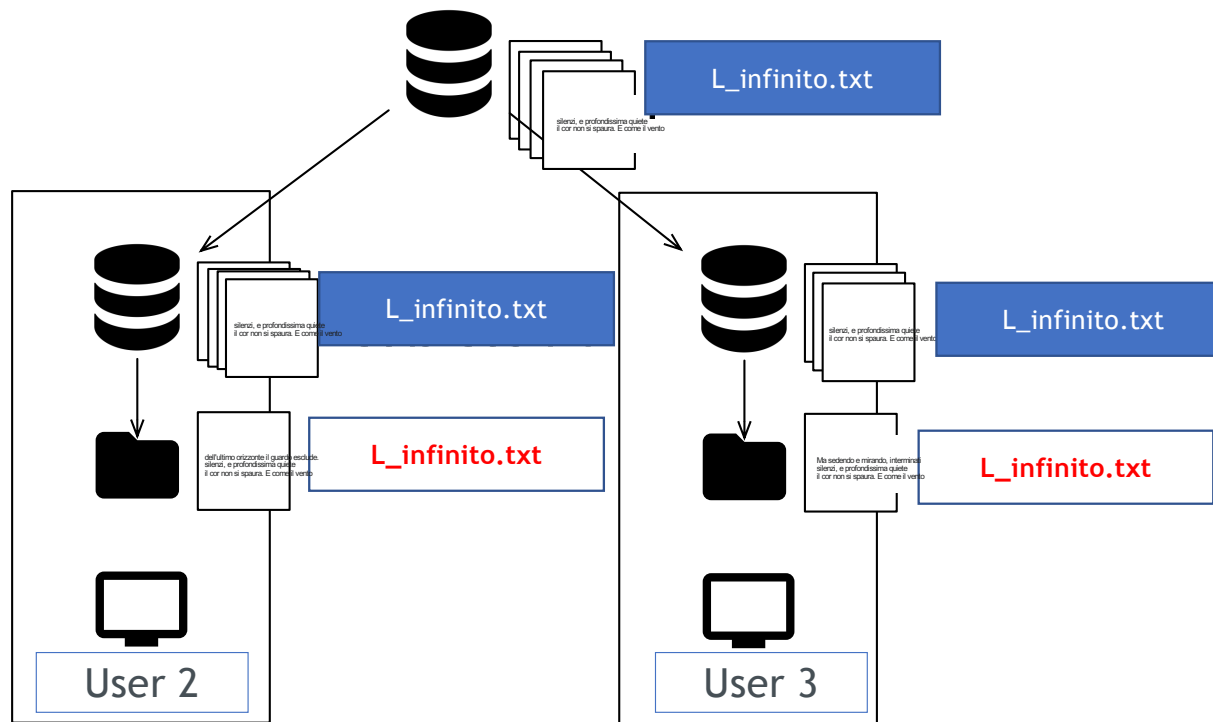 L_infinito.txt
silenzi, e profondissima quiete
il cor non si spaura. E come il vento
L_infinito.txt
silenzi, e profondissima quiete
il cor non si spaura. E come il vento
L_infinito.txt
silenzi, e profondissima quiete
il cor non si spaura. E come il vento
L_infinito.txt
dell'ultimo orizzonte il guardo esclude.
silenzi, e profondissima quiete
il cor non si spaura. E come il vento
L_infinito.txt
Ma sedendo e mirando, interminati
silenzi, e profondissima quiete
il cor non si spaura. E come il vento
User 2
User 3